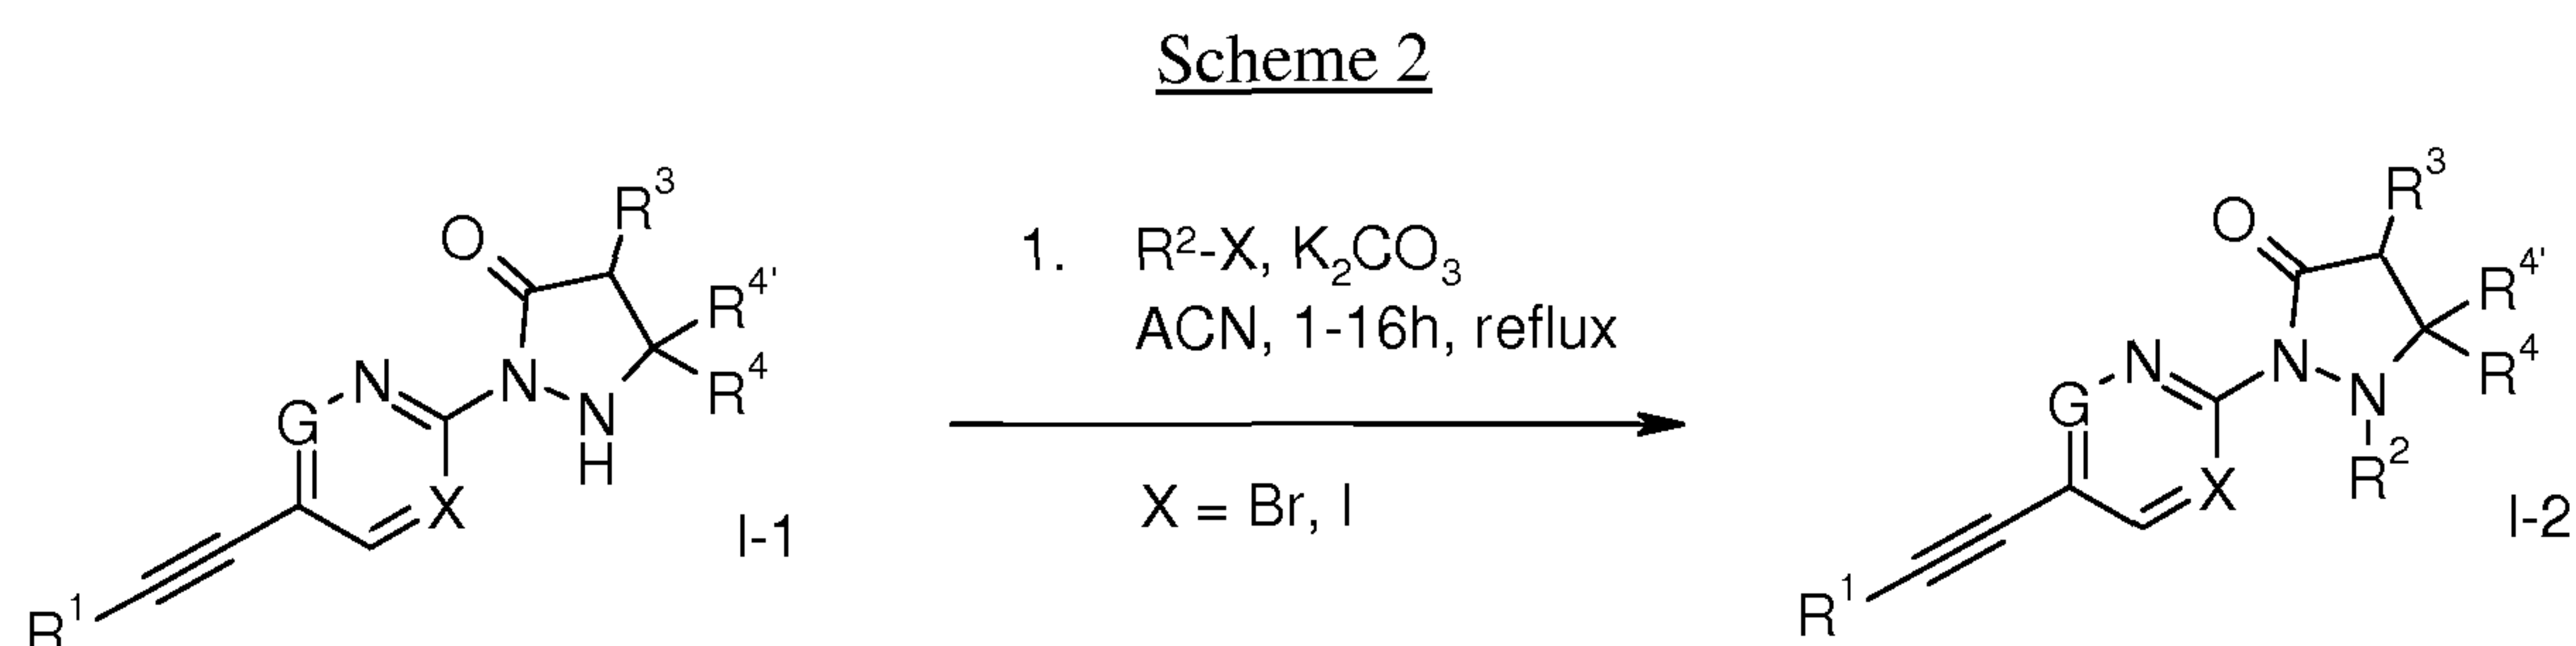 Scheme 2
O
R³
R⁴'
R⁴
N
N
N
H
G
X
R¹
I-1
1. R²-X, K₂CO₃
ACN, 1-16h, reflux
X = Br, I
O
R³
R⁴'
R⁴
N
N
N
R²
G
X
R¹
I-2